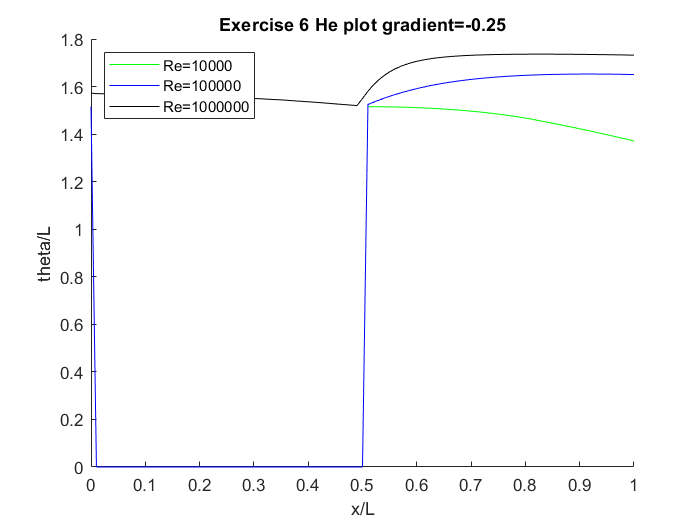 Exercise 6 He plot gradient=-0.25
Re=10000
Re=100000
Re=1000000
1.8
1.6
1.4
1.2
1
0.8
0.6
0.4
0.2
0
theta/L
0 0.1 0.2 0.3 0.4 0.5 0.6 0.7 0.8 0.9 1
x/L